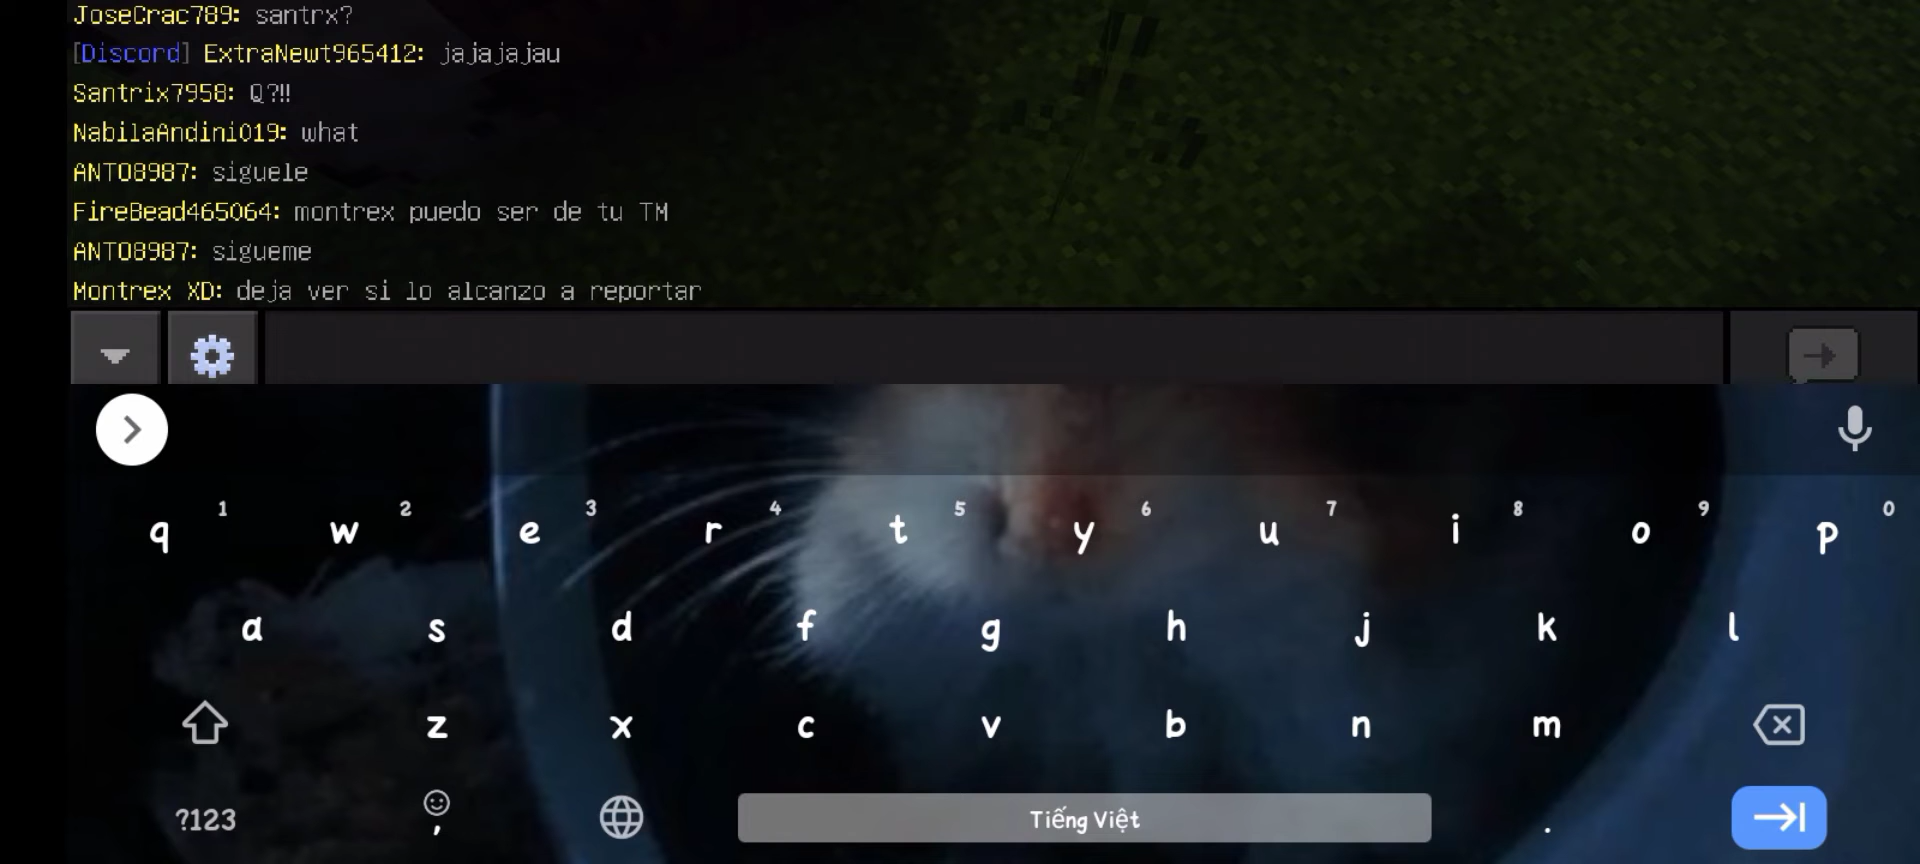 JoseCrac789: santrx?
[Discord] ExtraNewt965412: jajajajau
Santrix7958: Q?!!
NabilaAndini019: what
ANTO8987: siguele
FireBead465064: montrex puedo ser de tu TM
ANTO8987: sigueme
Montrex XD: deja ver si lo alcanzo a reportar
1 2 3 4 5 6 7 8 9 0
q w e r t y u i o p
a s d f g h j k l
z x c v b n m
?123 , Tiếng Việt .